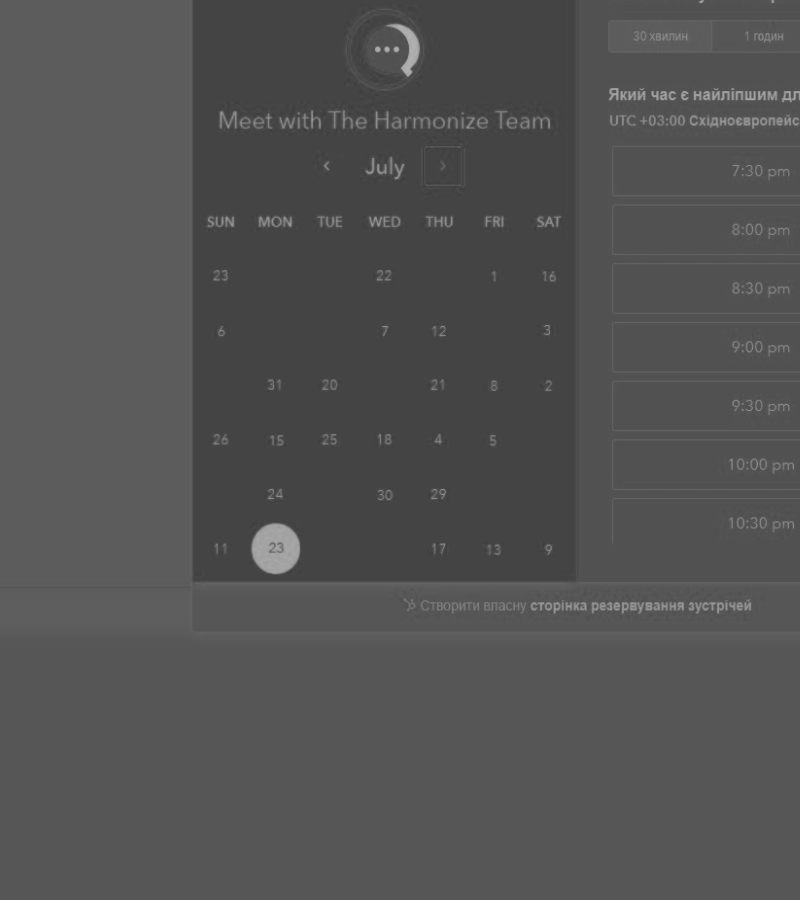 Meet with The Harmonize Team
July
SUN MON TUE WED THU FRI SAT
23 22 1 16
6 7 12 3
31 20 21 8 2
26 15 25 18 4 5
24 30 29
11 23 17 13 9
30 хвилин 1 годин
Який час є найліпшим дл
UTC +03:00 Східноєвропейс
7:30 pm
8:00 pm
8:30 pm
9:00 pm
9:30 pm
10:00 pm
10:30 pm
Створити власну сторінка резервування зустрічей